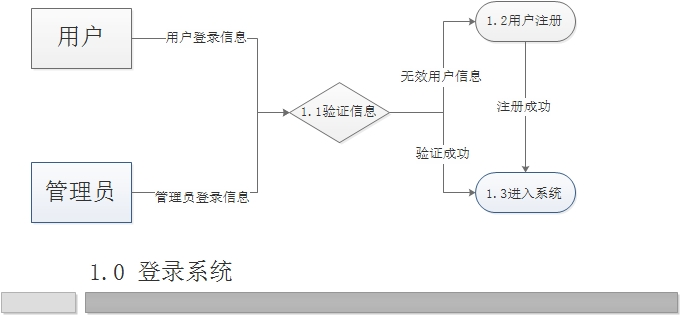 用户
用户登录信息
1.2用户注册
无效用户信息
1.1验证信息
注册成功
验证成功
管理员
管理员登录信息
1.3进入系统
1.0 登录系统